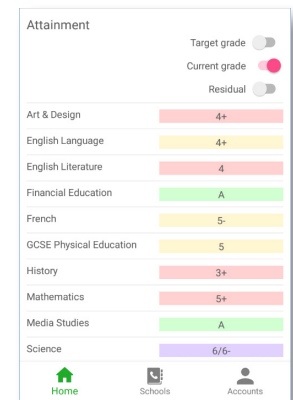 Attainment
Target grade
Current grade
Residual
Art & Design 4+
English Language 4+
English Literature 4
Financial Education A
French 5-
GCSE Physical Education 5
History 3+
Mathematics 5+
Media Studies A
Science 6/6-
Home Schools Accounts